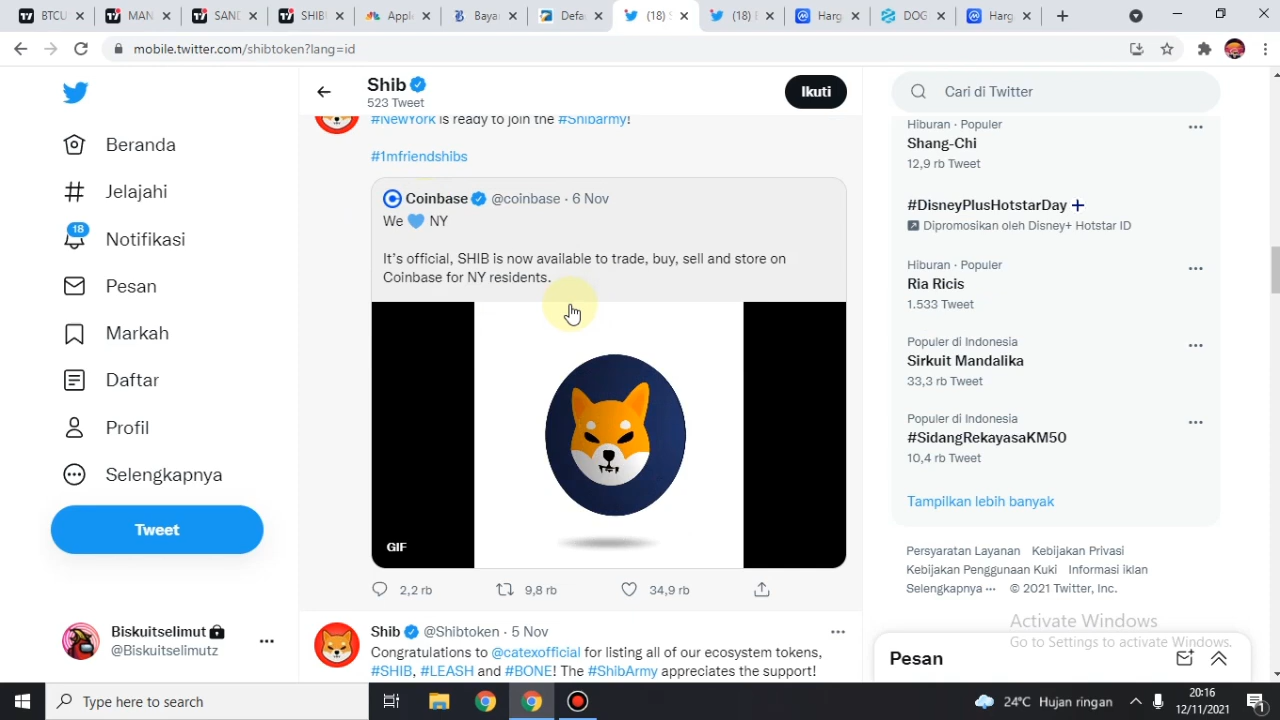 BTCU
MAN
SAND
SHIB
Apple
Bayar
Defa
(18) S
(18) E
Harg
DOG
Harg
mobile.twitter.com/shibtoken?lang=id
Shib
523 Tweet
Ikuti
Cari di Twitter
Beranda
Jelajahi
18
Notifikasi
Pesan
Markah
Daftar
Profil
Selengkapnya
Tweet
Biskuitselimut
@Biskuitselimutz
#NewYork is ready to join the #Shibarmy!
#1mfriendshibs
Coinbase @coinbase · 6 Nov
We 💙 NY
It's official, SHIB is now available to trade, buy, sell and store on
Coinbase for NY residents.
GIF
2,2 rb 9,8 rb 34,9 rb
Shib @Shibtoken · 5 Nov
Congratulations to @catexofficial for listing all of our ecosystem tokens,
#SHIB, #LEASH and #BONE! The #ShibArmy appreciates the support!
Hiburan · Populer
Shang-Chi
12,9 rb Tweet
#DisneyPlusHotstarDay
Dipromosikan oleh Disney+ Hotstar ID
Hiburan · Populer
Ria Ricis
1.533 Tweet
Populer di Indonesia
Sirkuit Mandalika
33,3 rb Tweet
Populer di Indonesia
#SidangRekayasaKM50
10,4 rb Tweet
Tampilkan lebih banyak
Persyaratan Layanan Kebijakan Privasi
Kebijakan Penggunaan Kuki Informasi iklan
Selengkapnya ··· © 2021 Twitter, Inc.
Activate Windows
Go to Settings to activate Windows.
Pesan
Type here to search
24°C Hujan ringan
20:16
12/11/2021
1